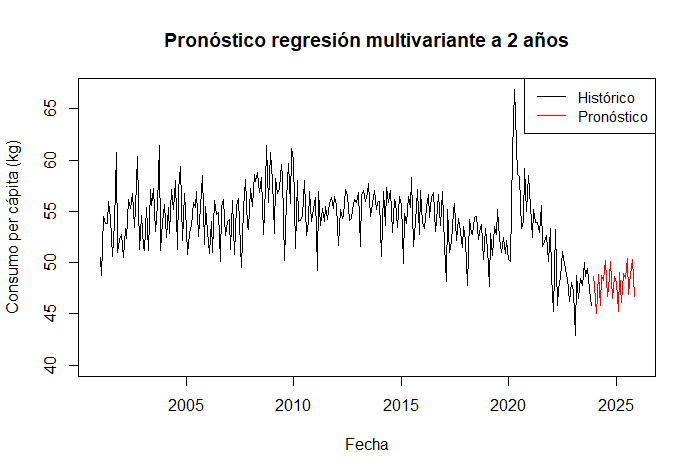 Pronóstico regresión multivariante a 2 años
Histórico
Pronóstico
Consumo per cápita (kg)
65
60
55
50
45
40
2005
2010
2015
2020
2025
Fecha